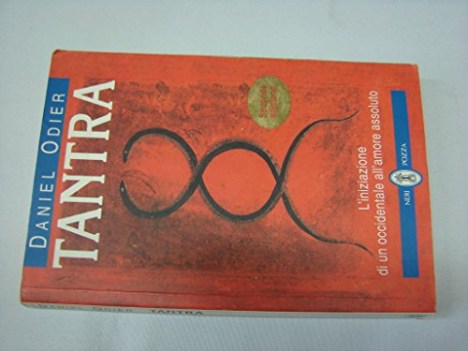 DANIEL ODIER
TANTRA
L'iniziazione
di un occidentale all'amore assoluto
NERI POZZA
DANIEL ODIER TANTRA